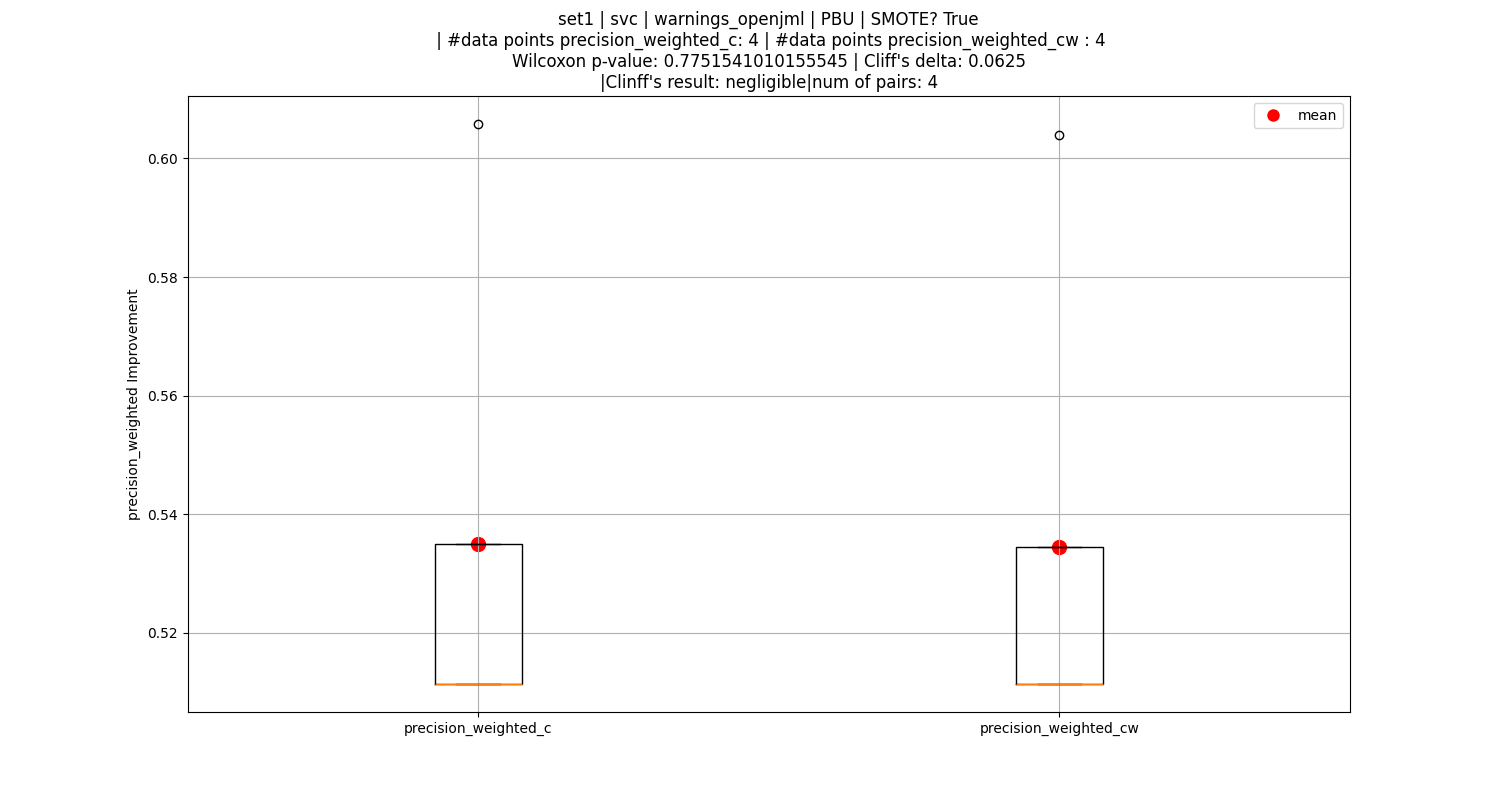 set1 | svc | warnings_openjml | PBU | SMOTE? True
| #data points precision_weighted_c: 4 | #data points precision_weighted_cw : 4
Wilcoxon p-value: 0.7751541010155545 | Cliff's delta: 0.0625
|Clinff's result: negligible|num of pairs: 4
mean
0.60
0.58
0.56
0.54
0.52
precision_weighted Improvement
precision_weighted_c
precision_weighted_cw